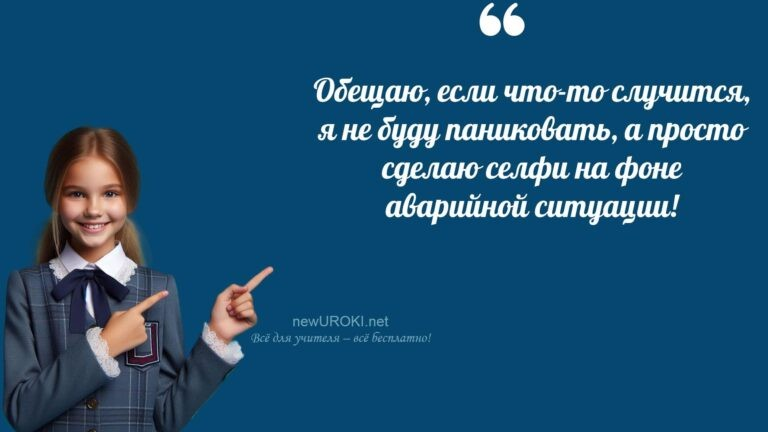 ❝
Обещаю, если что-то случится,
я не буду паниковать, а просто
сделаю селфи на фоне
аварийной ситуации!
newUROKI.net
Всё для учителя – всё бесплатно!